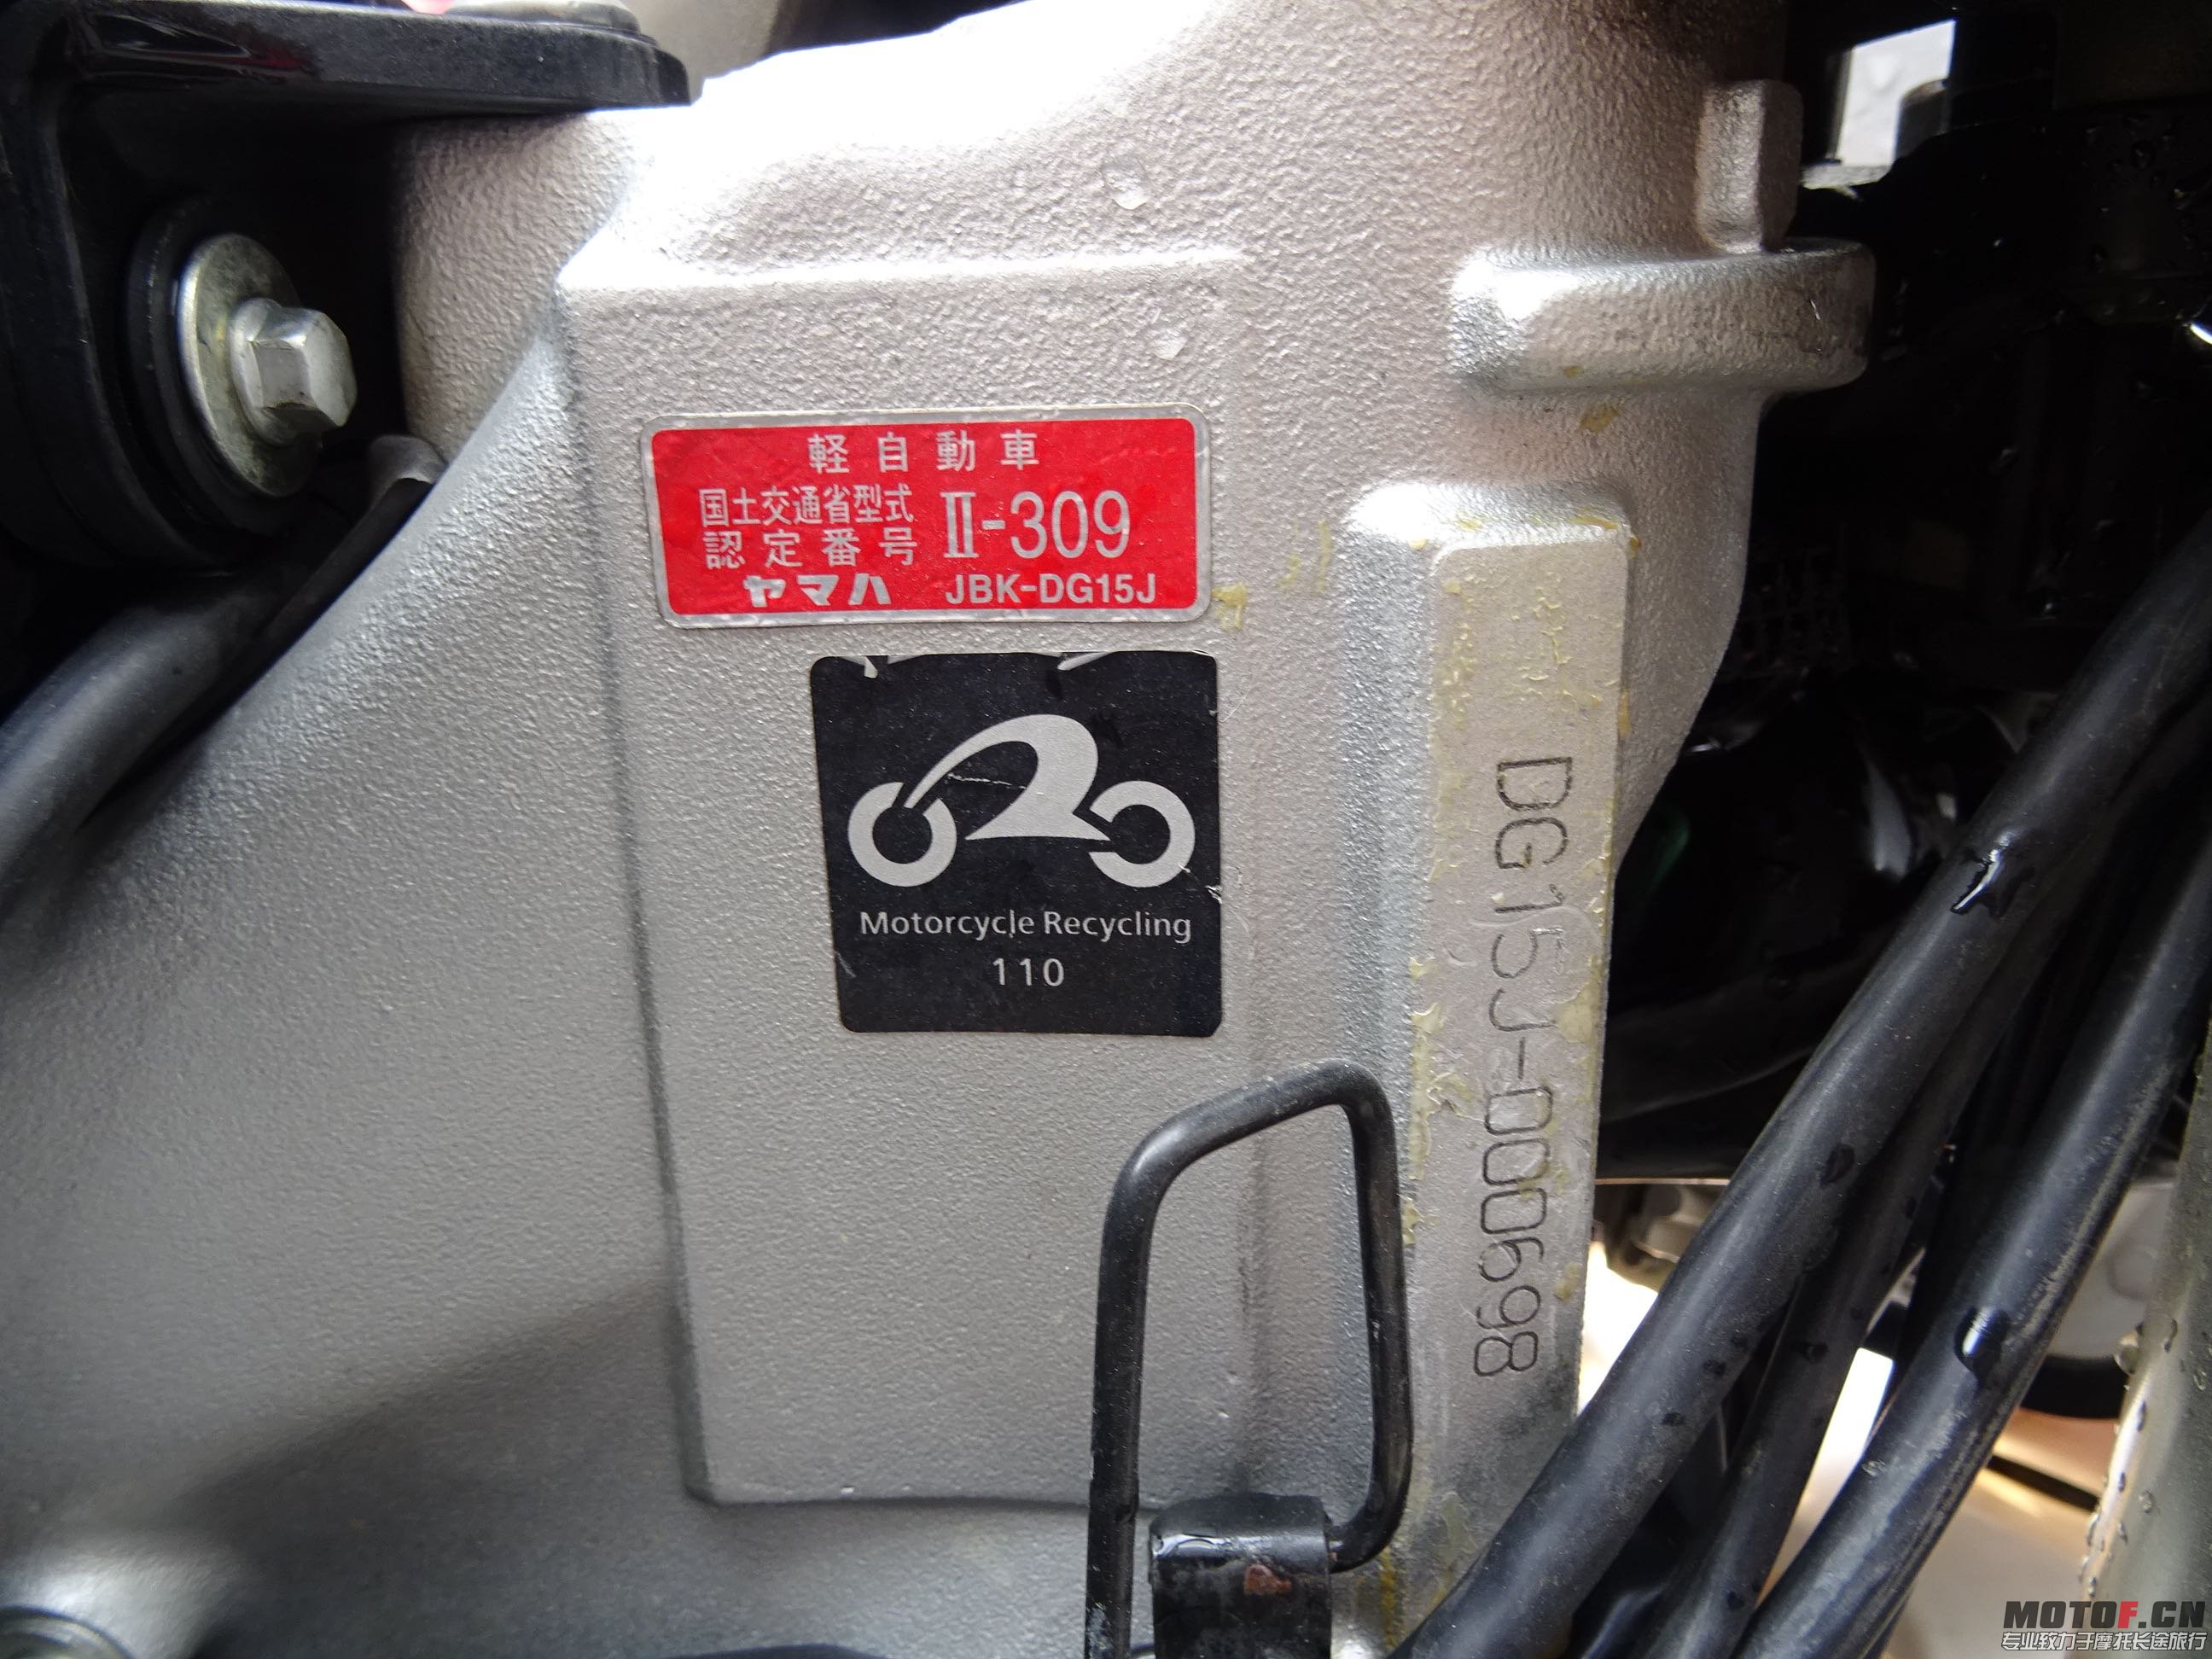 軽自動車
国土交通省型式
認定番号 Ⅱ-309
ヤマハ JBK-DG15J
Motorcycle Recycling
110
DG15J-000698
MOTOF.CN
专业致力于摩托长途旅行